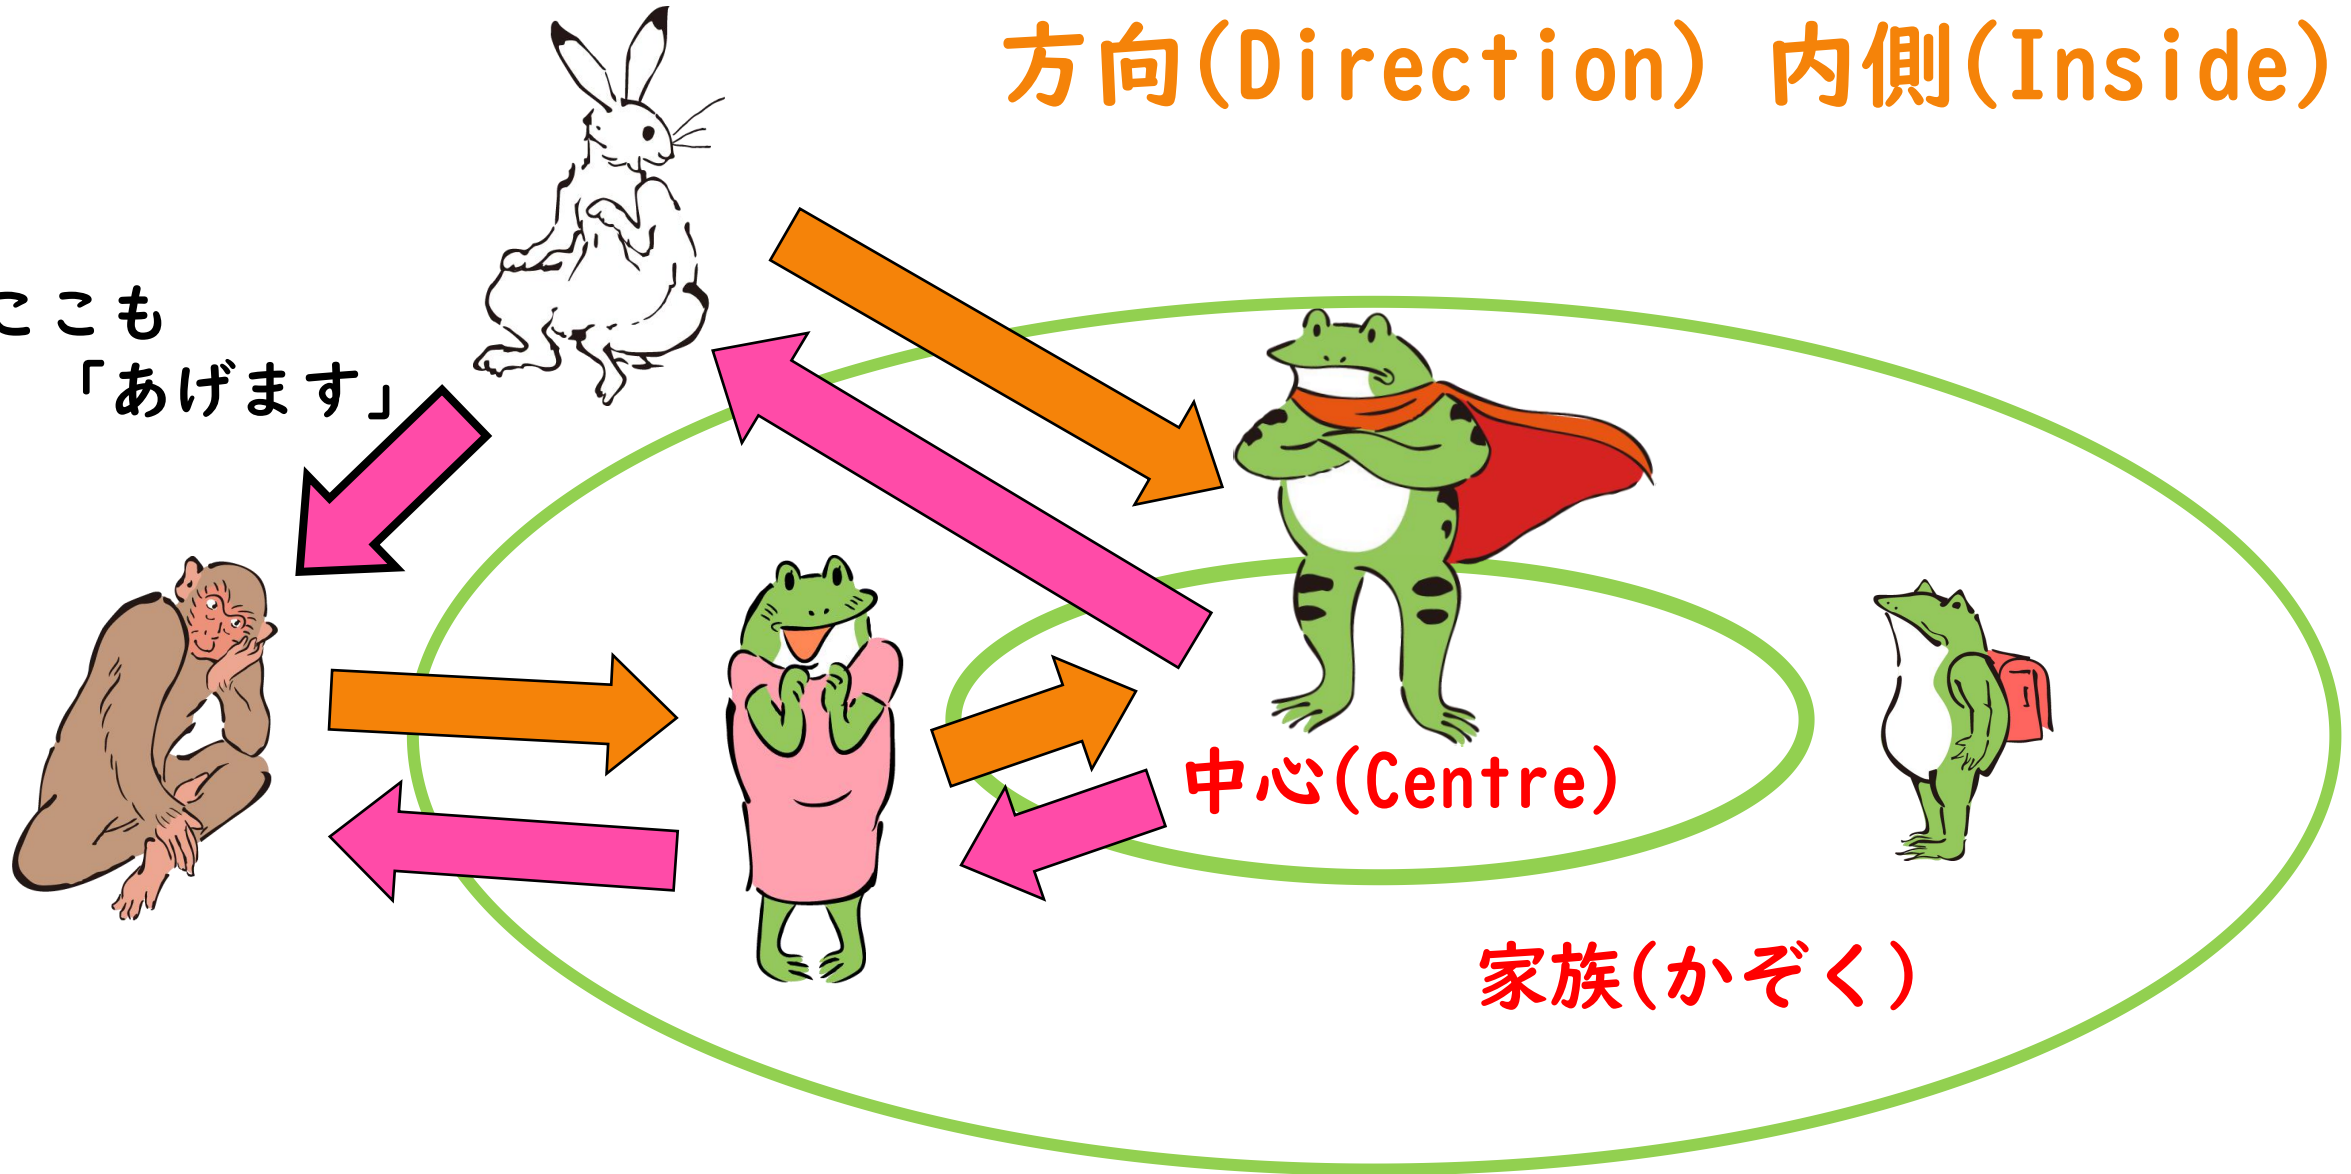 方向(Direction) 内側(Inside)
ここも
「あげます」
中心(Centre)
家族(かぞく)